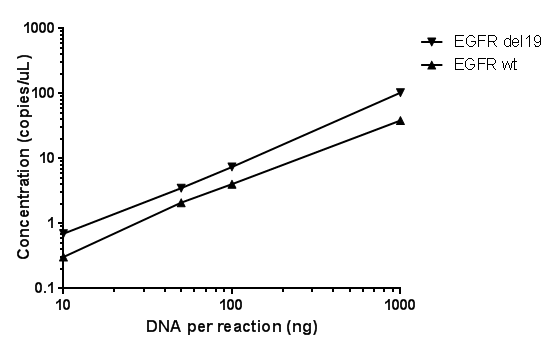 1000
100
10
1
0.1
Concentration (copies/uL)
10 100 1000
DNA per reaction (ng)
EGFR del19
EGFR wt